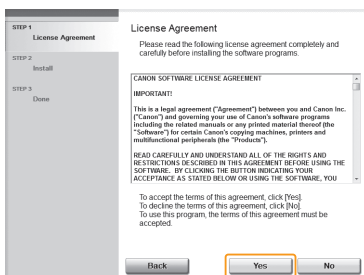 STEP 1
License Agreement
STEP 2
Install
STEP 3
Done
License Agreement
Please read the following license agreement completely and
carefully before installing the software programs.
CANON SOFTWARE LICENSE AGREEMENT
IMPORTANT!
This is a legal agreement ("Agreement") between you and Canon Inc.
("Canon") and governing your use of Canon's software programs
including the related manuals or any printed material thereof (the
"Software") for certain Canon's copying machines, printers and
multifunctional peripherals (the "Products").
READ CAREFULLY AND UNDERSTAND ALL OF THE RIGHTS AND
RESTRICTIONS DESCRIBED IN THIS AGREEMENT BEFORE USING THE
SOFTWARE. BY CLICKING THE BUTTON INDICATING YOUR
ACCEPTANCE AS STATED BELOW OR USING THE SOFTWARE, YOU
To accept the terms of this agreement, click [Yes].
To decline the terms of this agreement, click [No].
To use this program, the terms of this agreement must be
accepted.
Back
Yes
No